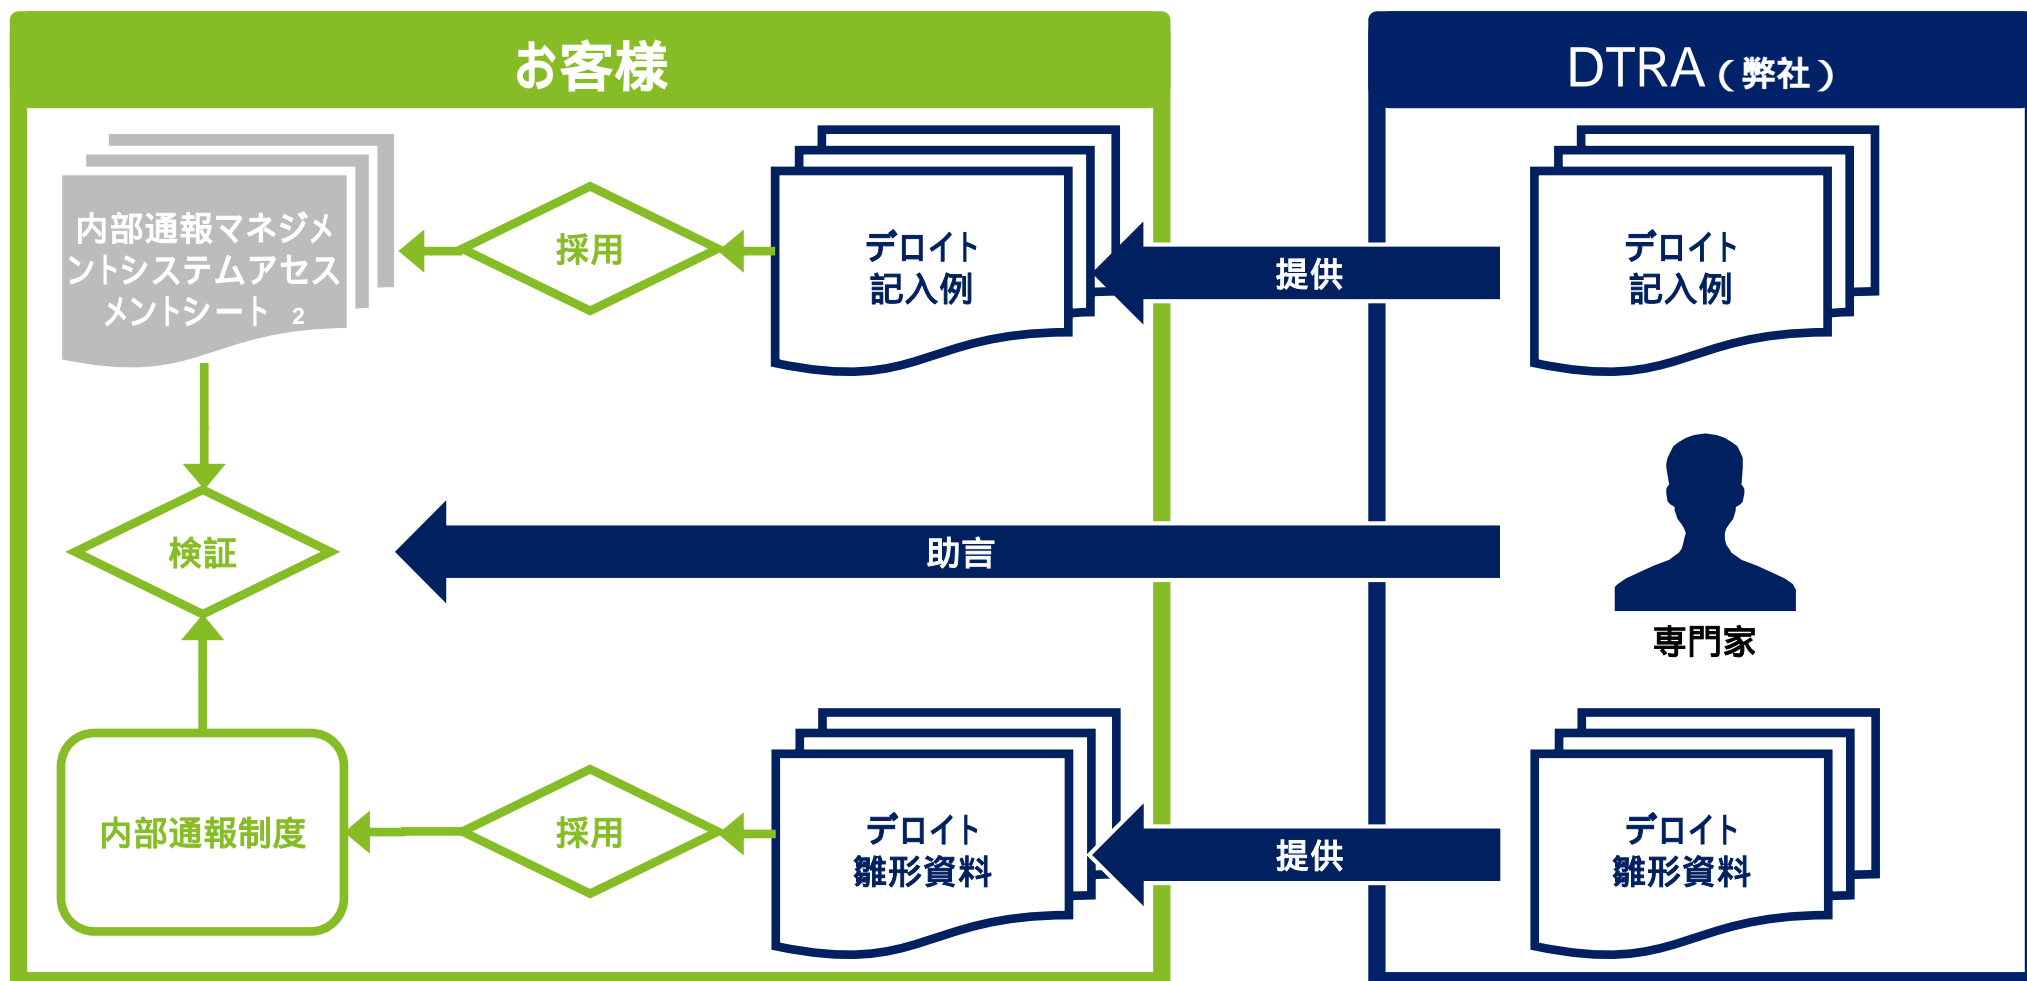 お客様
DTRA（弊社）
内部通報マネジメ
ントシステムアセス
メントシート 2
採用
デロイト
記入例
提供
デロイト
記入例
検証
助言
専門家
内部通報制度
採用
デロイト
雛形資料
提供
デロイト
雛形資料